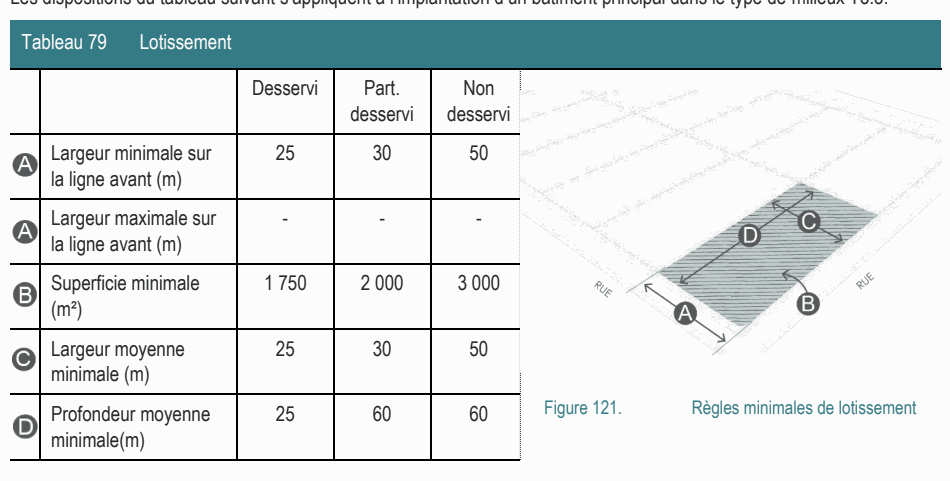 Les dispositions du tableau suivant s'appliquent à l'implantation d'un bâtiment principal dans le type de milieux
Tableau 79 Lotissement
Desservi Part. desservi Non desservi
A Largeur minimale sur la ligne avant (m) 25 30 50
A Largeur maximale sur la ligne avant (m) - - -
B Superficie minimale (m²) 1 750 2 000 3 000
C Largeur moyenne minimale (m) 25 30 50
D Profondeur moyenne minimale(m) 25 60 60
D
C
A
B
RUE
RUE
Figure 121. Règles minimales de lotissement